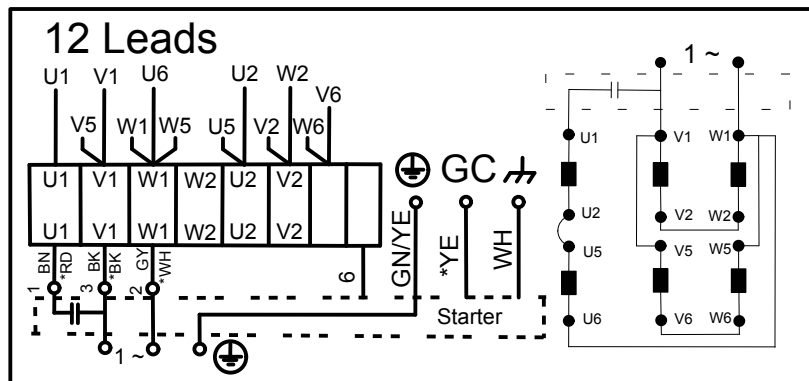 12 Leads
U1 V1 U6 U2 W2 V6
V5 W1 W5 U5 V2 W6
U1 V1 W1 W2 U2 V2
U1 V1 W1 W2 U2 V2
BN *RD BK *BK GY *WH
1 3 2 6
GC
GN/YE *YE WH
Starter
1 ~
1 ~
U1 V1 W1
U2 V2 W2
U5 V5 W5
U6 V6 W6